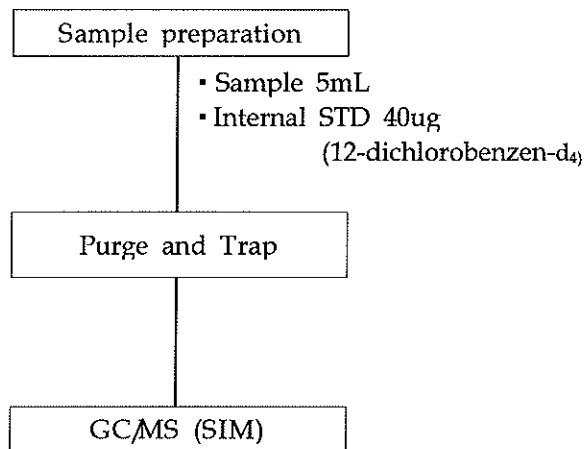 Sample preparation
▪ Sample 5mL
▪ Internal STD 40ug
(12-dichlorobenzen-d₄)
Purge and Trap
GC/MS (SIM)